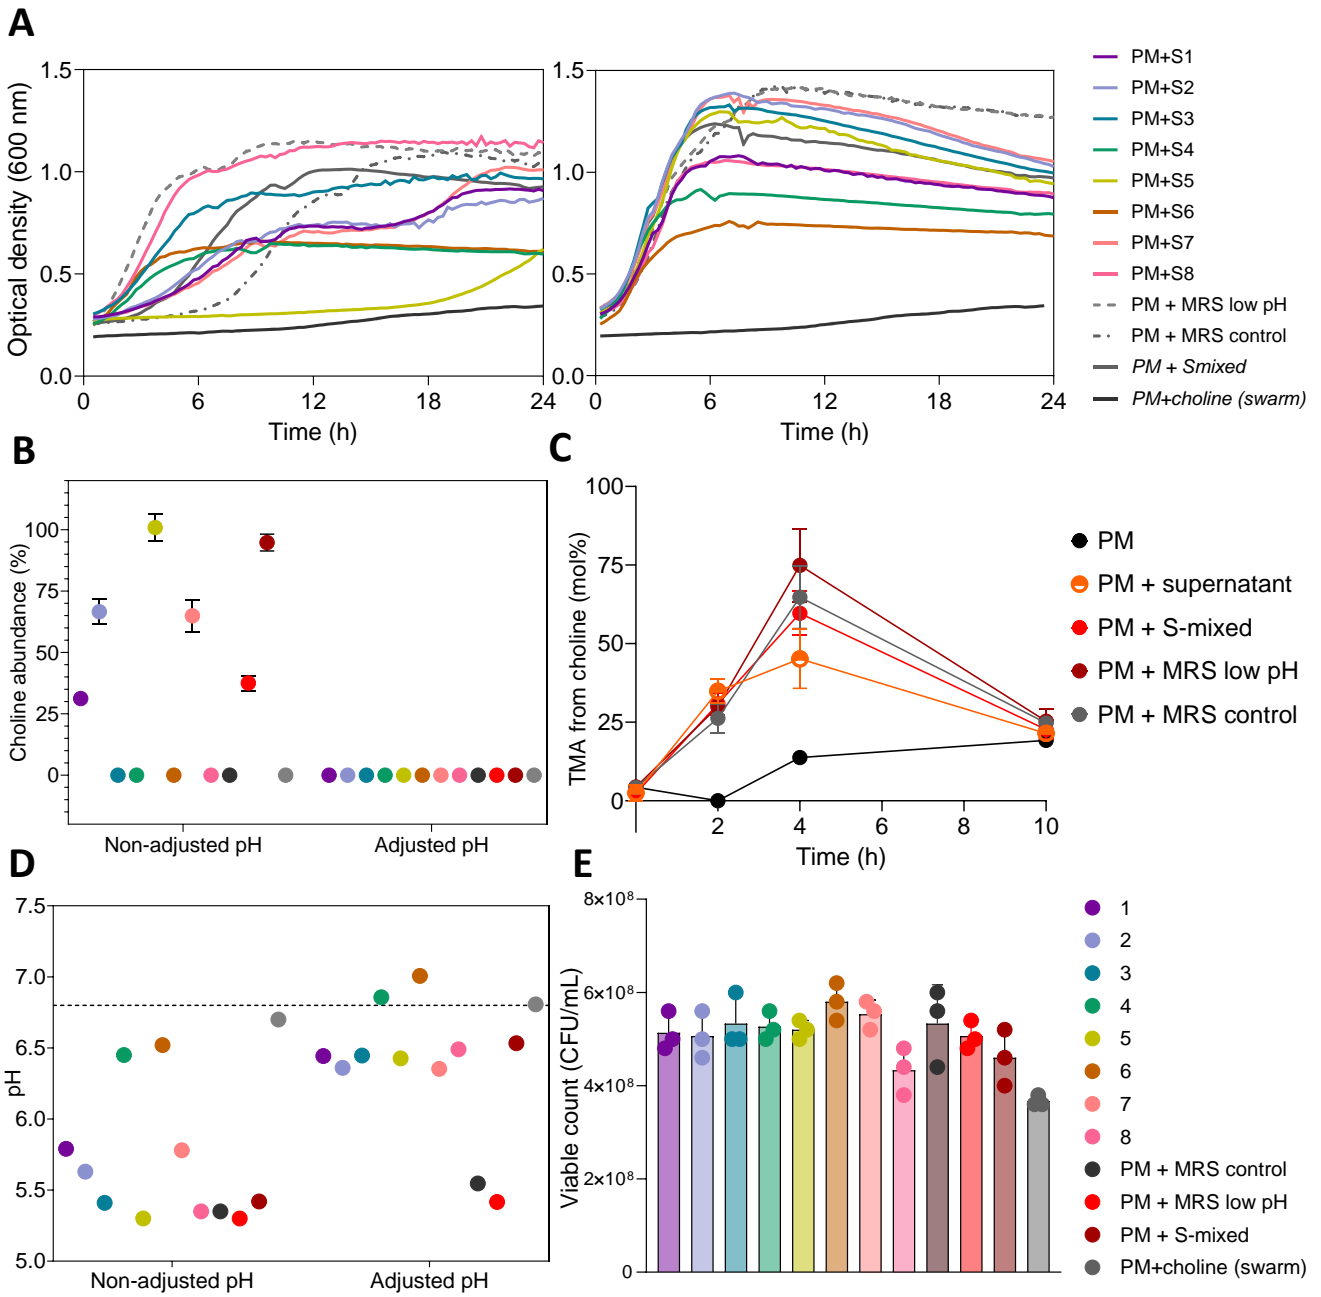 A
Optical density (600 nm)
1.5
1.0
0.5
0.0
0
6
12
18
24
Time (h)
1.5
1.0
0.5
0.0
0
6
12
18
24
Time (h)
PM+S1
PM+S2
PM+S3
PM+S4
PM+S5
PM+S6
PM+S7
PM+S8
PM + MRS low pH
PM + MRS control
PM + Smixed
PM+choline (swarm)
B
Choline abundance (%)
100
75
50
25
0
Non-adjusted pH
Adjusted pH
C
TMA from choline (mol%)
100
75
50
25
0
2
4
6
8
10
Time (h)
PM
PM + supernatant
PM + S-mixed
PM + MRS low pH
PM + MRS control
D
pH
7.5
7.0
6.5
6.0
5.5
5.0
Non-adjusted pH
Adjusted pH
E
Viable count (CFU/mL)
8×10⁸
6×10⁸
4×10⁸
2×10⁸
0
1
2
3
4
5
6
7
8
PM + MRS control
PM + MRS low pH
PM + S-mixed
PM+choline (swarm)